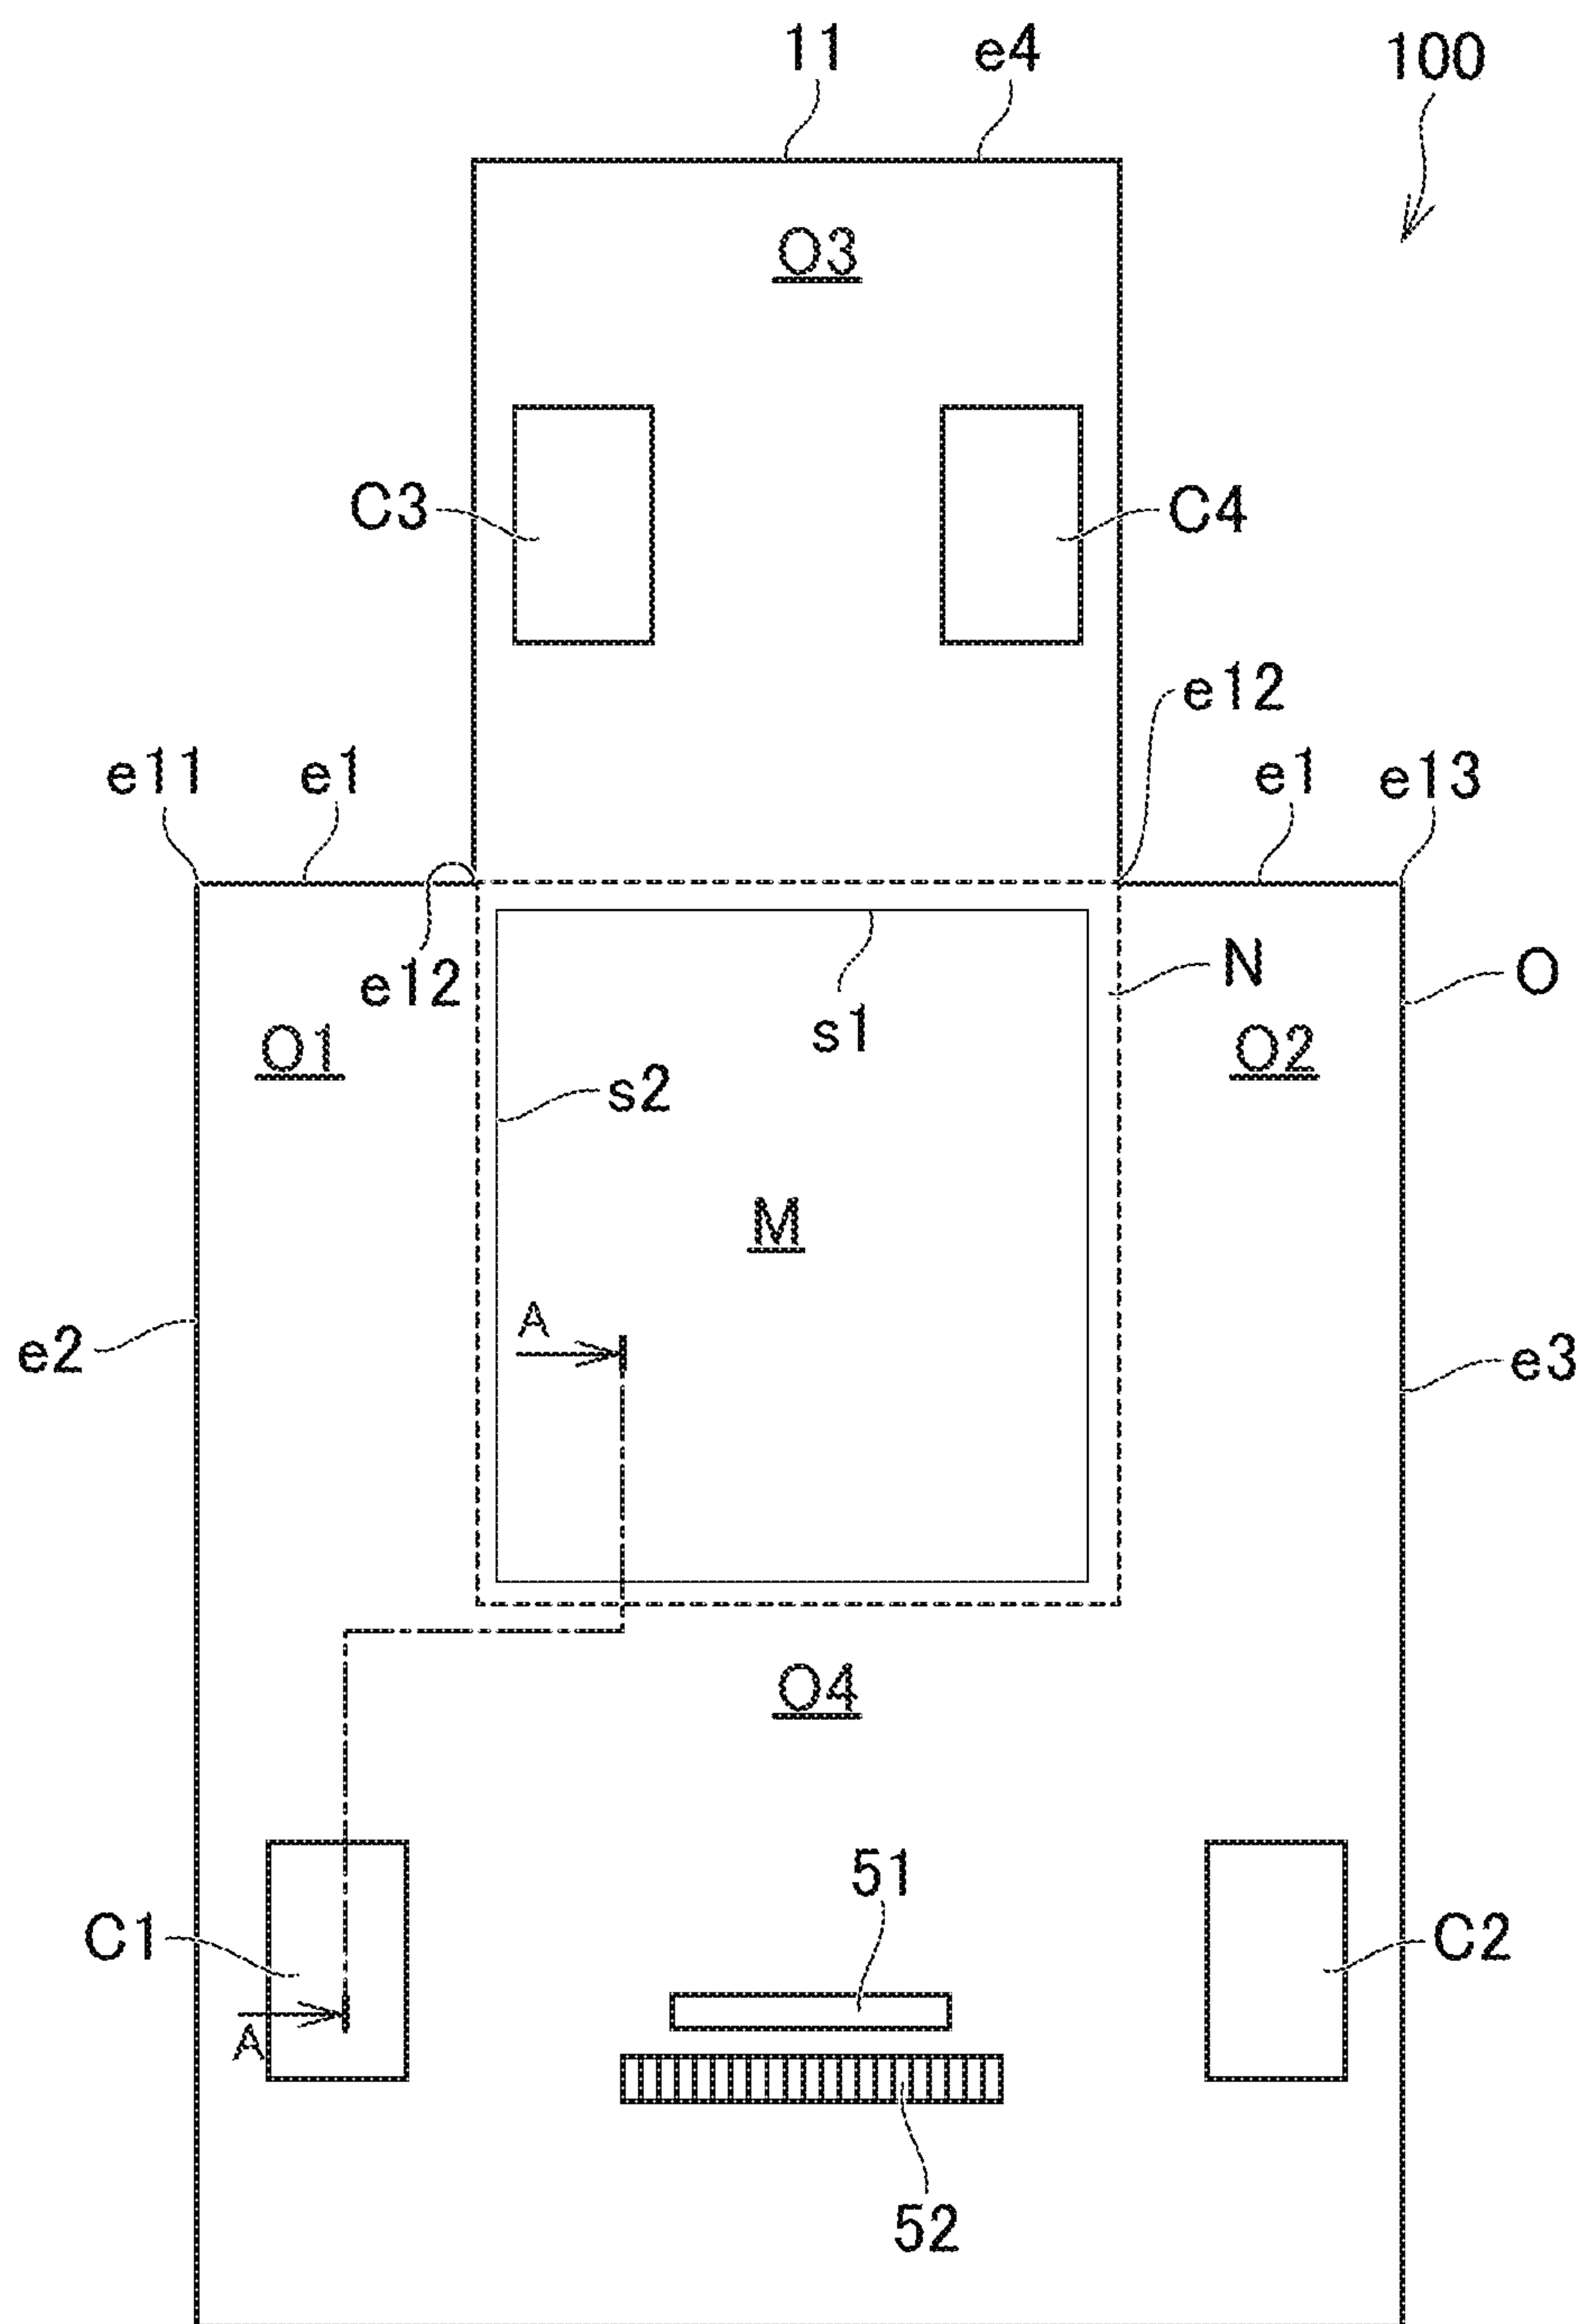 11 e4 100
O3
C3 C4
e12
e11 e1 e1 e13
e12 s1 N O
O1 s2 O2
M
A
e2 e3
O4
51
C1 C2
A
52